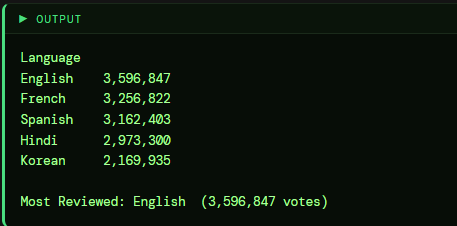 ▶ OUTPUT
Language
English    3,596,847
French     3,256,822
Spanish    3,162,403
Hindi      2,973,300
Korean     2,169,935
Most Reviewed: English  (3,596,847 votes)